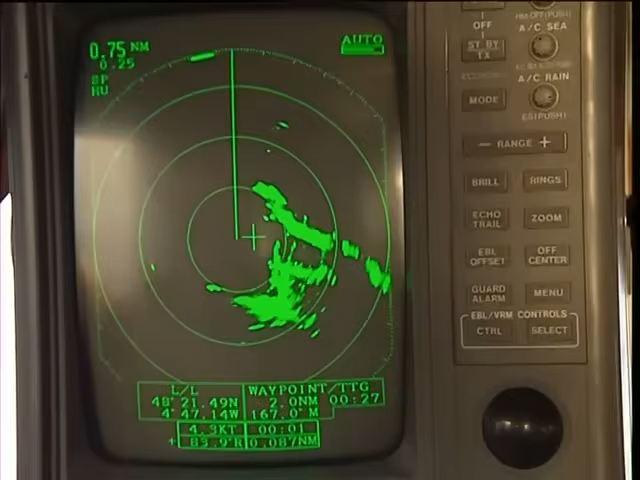 0.75 NM
0.25
SP
HU
AUTO
L/L
48°21.49N
4°47.14W
WAYPOINT/TTG
2.0NM 00:27
167.0°M
4.3KT 00:01
+ 83.9°R 0.087NM
OFF
ST BY
TX
A/C SEA
A/C RAIN
MODE
− RANGE +
BRILL
RINGS
ECHO TRAIL
ZOOM
EBL OFFSET
OFF CENTER
GUARD ALARM
MENU
EBL/VRM CONTROLS
CTRL
SELECT